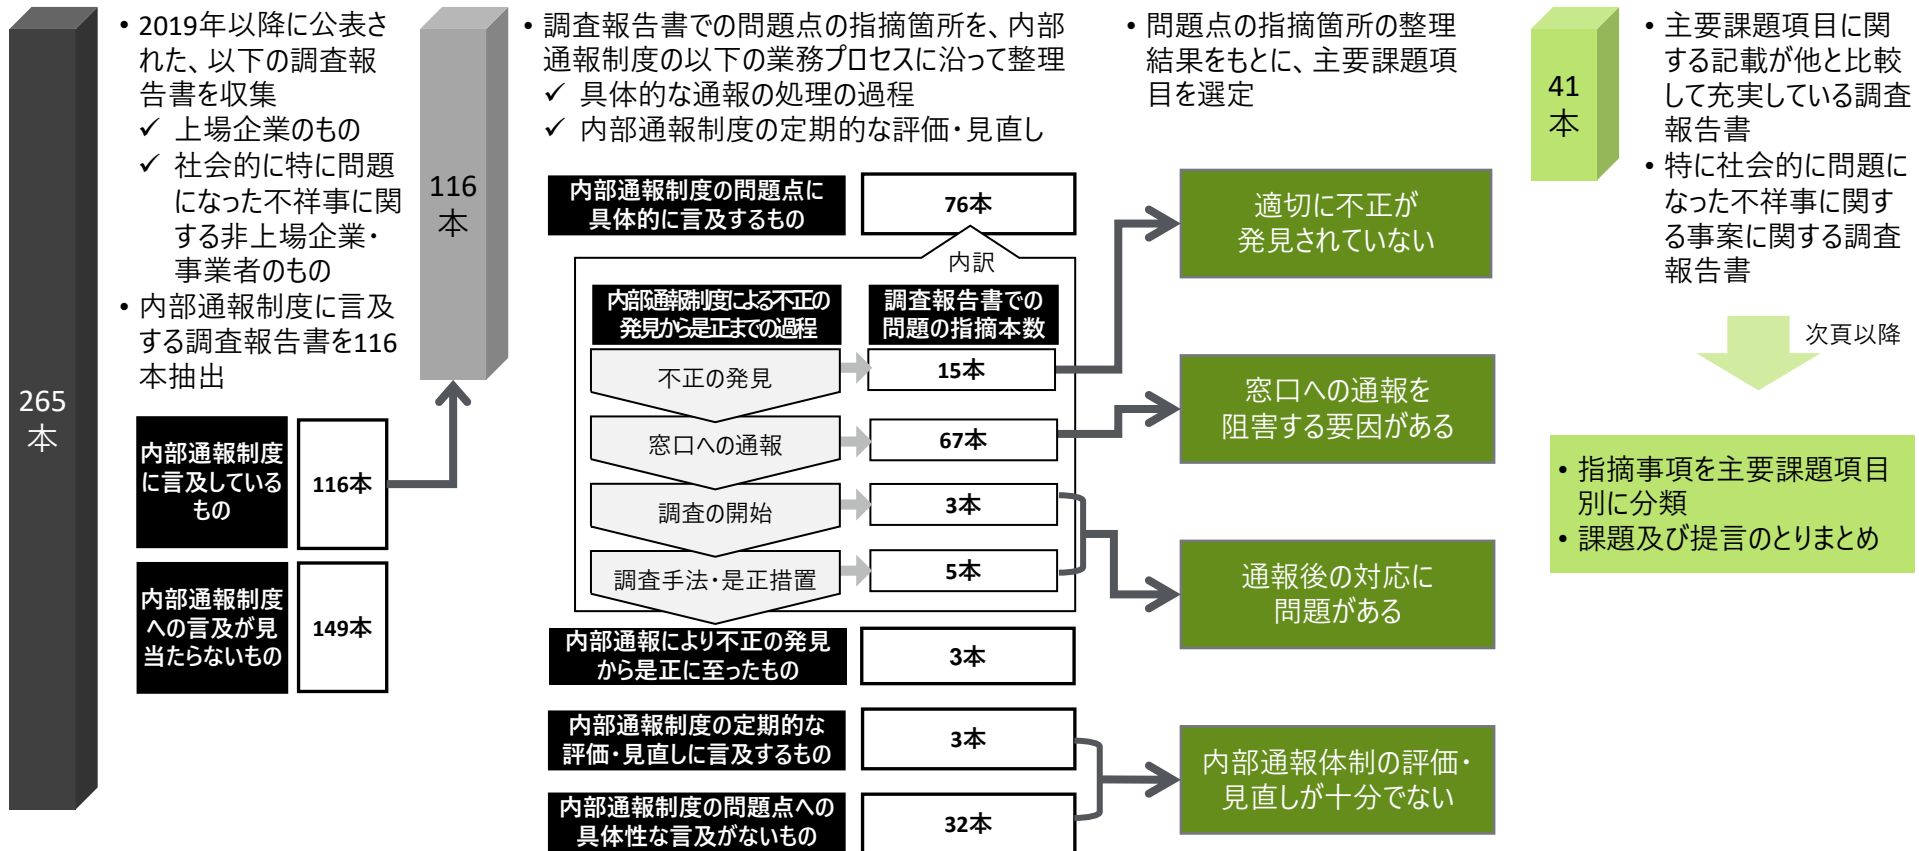 265
本
• 2019年以降に公表さ
れた、以下の調査報
告書を収集
✓ 上場企業のもの
✓ 社会的に特に問題
になった不祥事に関
する非上場企業・
事業者のもの
• 内部通報制度に言及
する調査報告書を116
本抽出
内部通報制度
に言及している
もの
116本
内部通報制度
への言及が見
当たらないもの
149本
116
本
• 調査報告書での問題点の指摘箇所を、内部
通報制度の以下の業務プロセスに沿って整理
✓ 具体的な通報の処理の過程
✓ 内部通報制度の定期的な評価・見直し
内部通報制度の問題点に
具体的に言及するもの
76本
内訳
内部通報制度による不正の
発見から是正までの過程
調査報告書での
問題の指摘本数
不正の発見
15本
窓口への通報
67本
調査の開始
3本
調査手法・是正措置
5本
内部通報により不正の発見
から是正に至ったもの
3本
内部通報制度の定期的な
評価・見直しに言及するもの
3本
内部通報制度の問題点への
具体性な言及がないもの
32本
• 問題点の指摘箇所の整理
結果をもとに、主要課題項
目を選定
適切に不正が
発見されていない
窓口への通報を
阻害する要因がある
通報後の対応に
問題がある
内部通報体制の評価・
見直しが十分でない
41
本
• 主要課題項目に関
する記載が他と比較
して充実している調査
報告書
• 特に社会的に問題に
なった不祥事に関す
る事案に関する調査
報告書
次頁以降
• 指摘事項を主要課題項目
別に分類
• 課題及び提言のとりまとめ